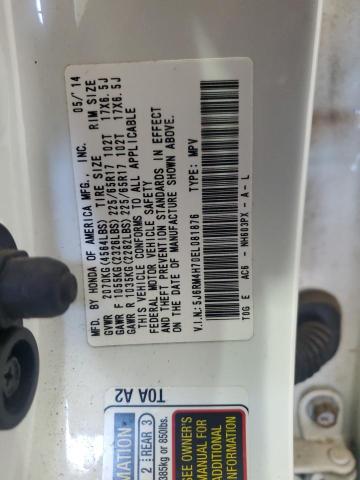 MFD. BY HONDA OF AMERICA MFG., INC. 05/14
GVWR 2070KG(4564LBS) TIRE SIZE RIM SIZE
GAWR F 1055KG(2326LBS) 225/65R17 102T 17X6.5J
GAWR R 1035KG(2282LBS) 225/65R17 102T 17X6.5J
THIS VEHICLE CONFORMS TO ALL APPLICABLE
FEDERAL MOTOR VEHICLE SAFETY
AND THEFT PREVENTION STANDARDS IN EFFECT
ON THE DATE OF MANUFACTURE SHOWN ABOVE.
V.I.N.:5J6RM4H70EL081876 TYPE: MPV
T0G E AC6 - NH603PX - A - L
T0A A2
RMATION
2 REAR 3
385kg or 850lbs.
SEE OWNER'S
MANUAL FOR
INFORMATION